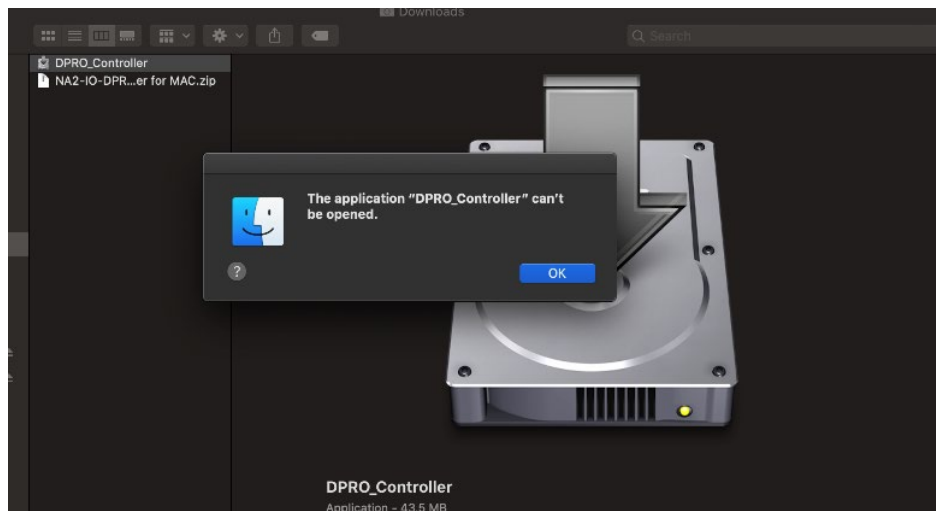 Downloads
Search
DPRO_Controller
NA2-IO-DPR...er for MAC.zip
The application “DPRO_Controller” can’t
be opened.
?
OK
DPRO_Controller
Application - 43.5 MB